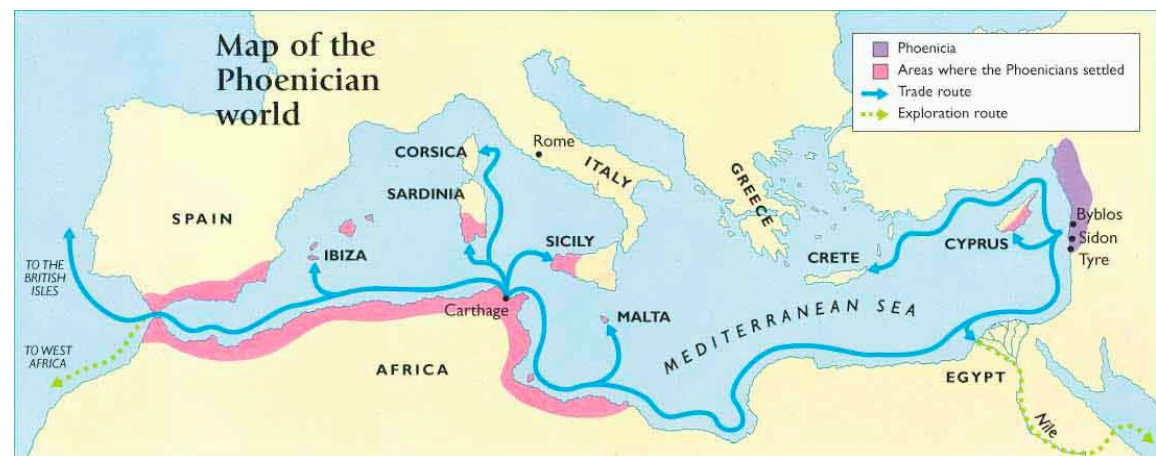 Map of the
Phoenician
world
Phoenicia
Areas where the Phoenicians settled
Trade route
Exploration route
CORSICA
Rome
ITALY
SARDINIA
GREECE
SPAIN
Byblos
Sidon
Tyre
IBIZA
SICILY
CYPRUS
CRETE
TO THE
BRITISH
ISLES
Carthage
MALTA
MEDITERRANEAN SEA
TO WEST
AFRICA
AFRICA
EGYPT
Nile